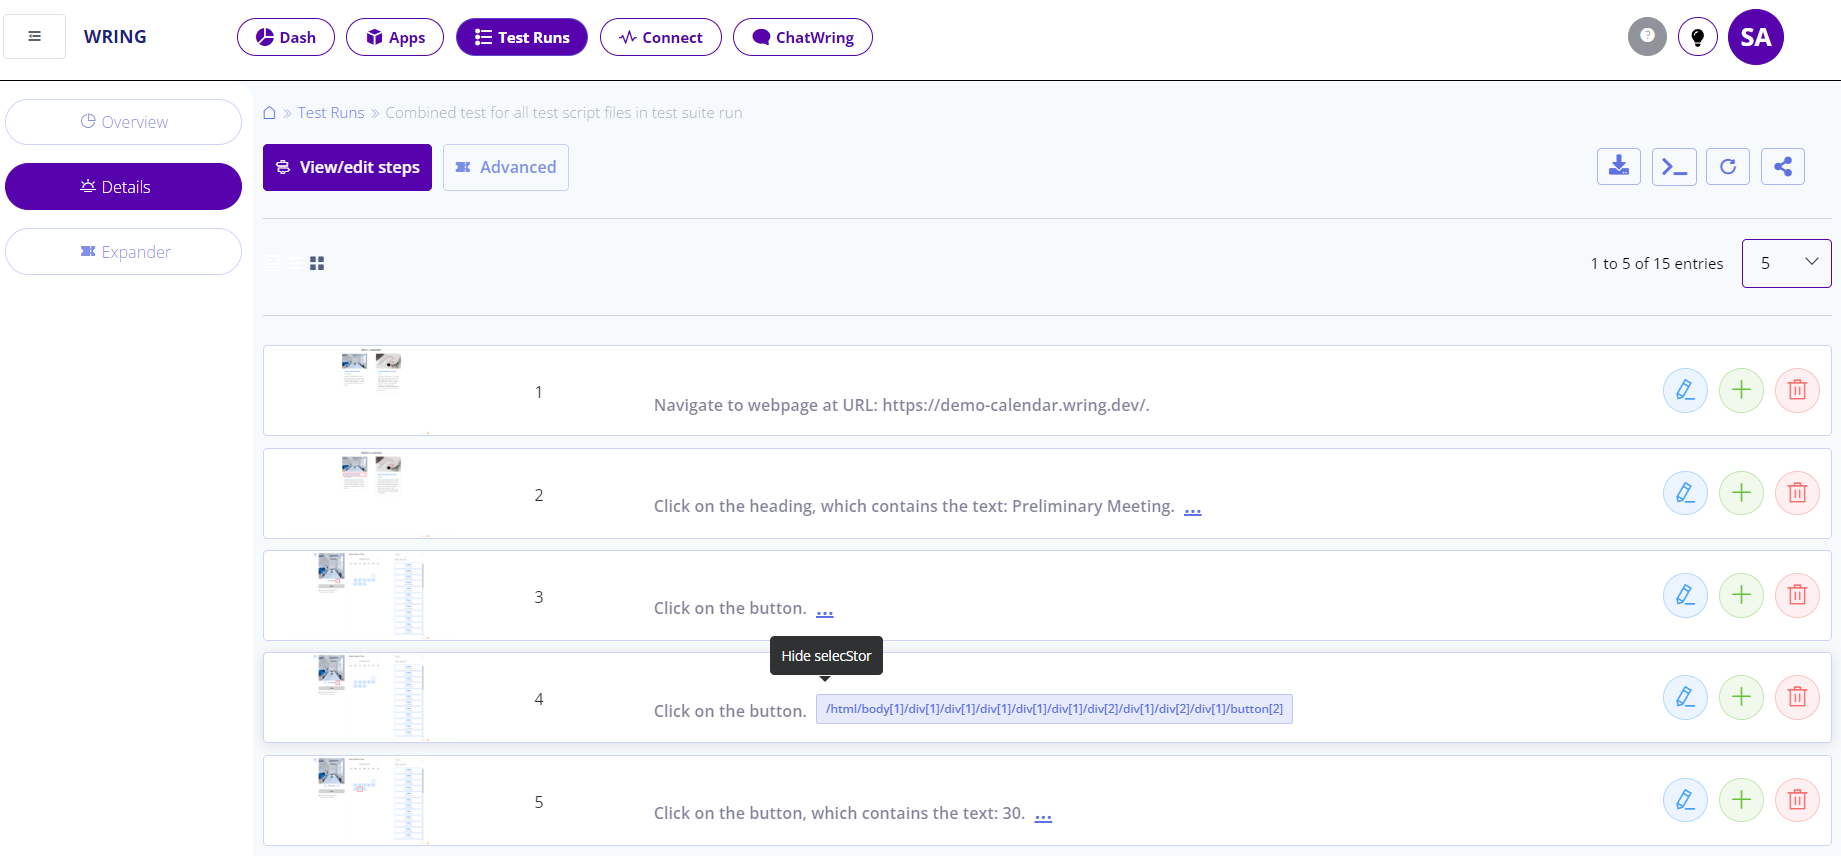 WRING
Dash
Apps
Test Runs
Connect
ChatWring
?
SA
Overview
Details
Expander
» Test Runs » Combined test for all test script files in test suite run
View/edit steps
Advanced
1 to 5 of 15 entries
5
1
Navigate to webpage at URL: https://demo-calendar.wring.dev/.
2
Click on the heading, which contains the text: Preliminary Meeting. ...
3
Click on the button. ...
Hide selecStor
4
Click on the button. /html/body[1]/div[1]/div[1]/div[1]/div[1]/div[1]/div[2]/div[1]/div[2]/div[1]/button[2]
5
Click on the button, which contains the text: 30. ...